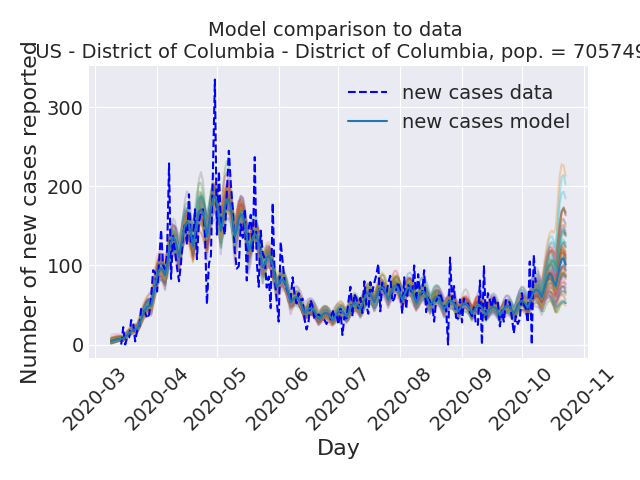 Model comparison to data
US - District of Columbia - District of Columbia, pop. = 705749
Number of new cases reported
300
200
100
0
new cases data
new cases model
2020-03
2020-04
2020-05
2020-06
2020-07
2020-08
2020-09
2020-10
2020-11
Day